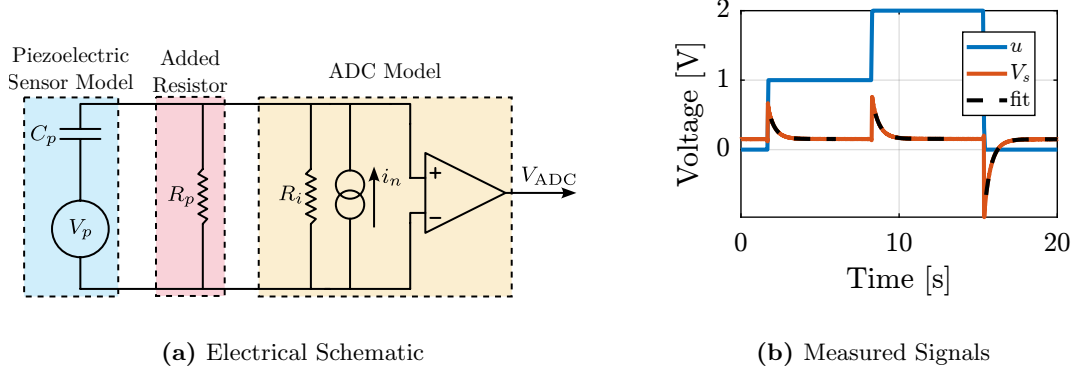 Piezoelectric
Sensor Model
Added
Resistor
ADC Model
C_p
V_p
R_p
R_i
i_n
+
−
V_ADC
(a) Electrical Schematic
Voltage [V]
2
1
0
u
V_s
fit
0
10
20
Time [s]
(b) Measured Signals